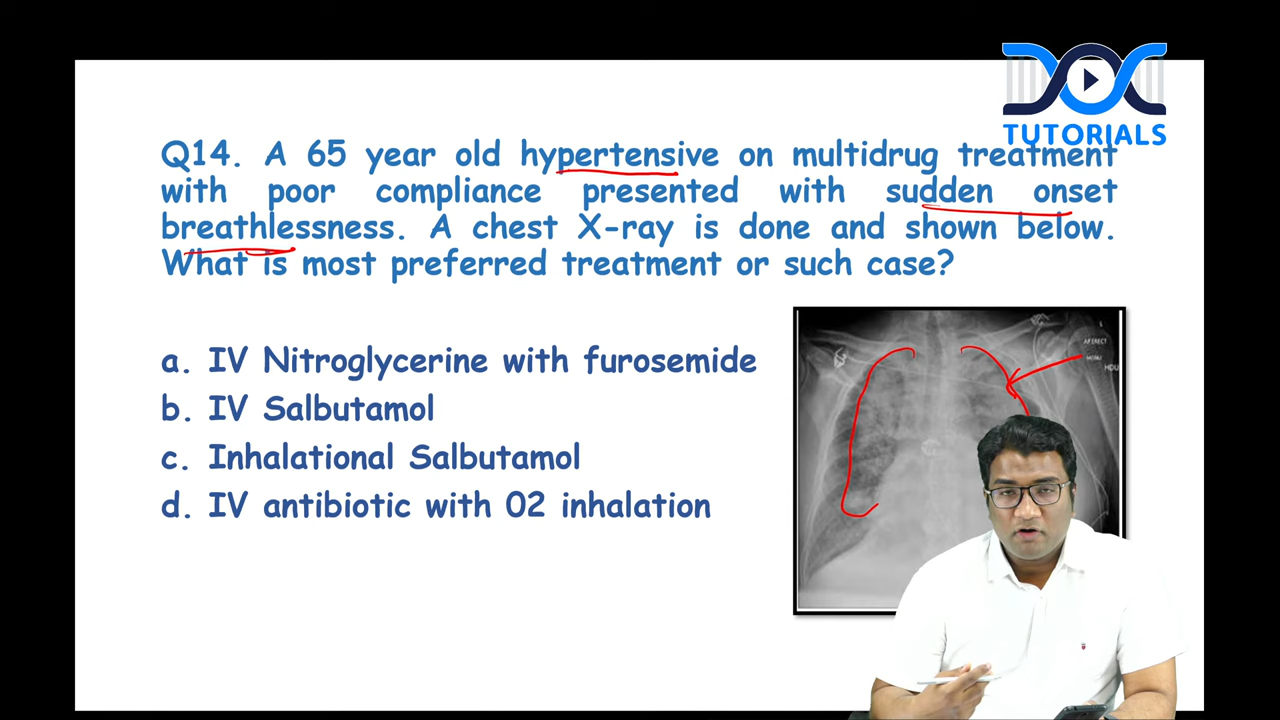 DOC
TUTORIALS
Q14. A 65 year old hypertensive on multidrug treatment
with poor compliance presented with sudden onset
breathlessness. A chest X-ray is done and shown below.
What is most preferred treatment or such case?
a. IV Nitroglycerine with furosemide
b. IV Salbutamol
c. Inhalational Salbutamol
d. IV antibiotic with O2 inhalation
L